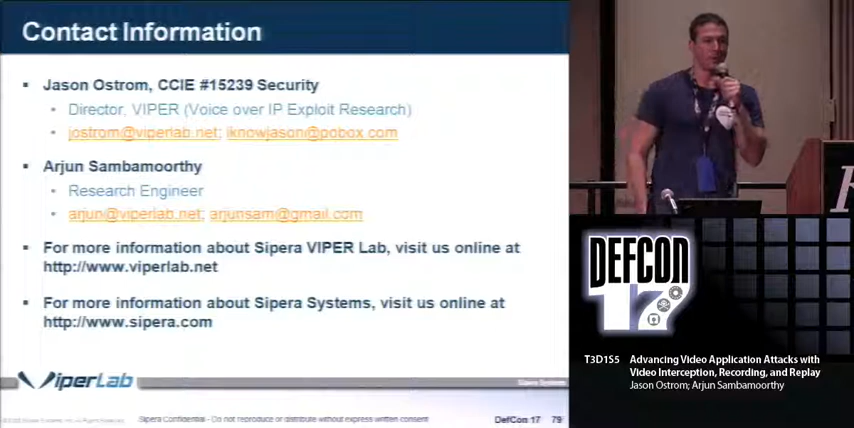 Contact Information
Jason Ostrom, CCIE #15239 Security
Director, VIPER (Voice over IP Exploit Research)
jostrom@viperlab.net; iknowjason@pobox.com
Arjun Sambamoorthy
Research Engineer
arjun@viperlab.net; arjunsam@gmail.com
For more information about Sipera VIPER Lab, visit us online at
http://www.viperlab.net
For more information about Sipera Systems, visit us online at
http://www.sipera.com
ViperLab
Sipera Systems
Sipera Confidential - Do not reproduce or distribute without express written consent
DefCon 17 79
DEFCON
17
T3D1S5 Advancing Video Application Attacks with
Video Interception, Recording, and Replay
Jason Ostrom; Arjun Sambamoorthy